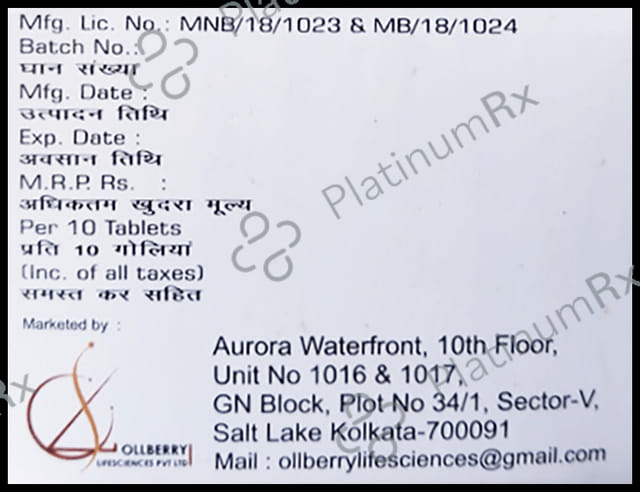 Mfg. Lic. No.: MNB/18/1023 & MB/18/1024
Batch No.:
घान संख्या
Mfg. Date :
उत्पादन तिथि
Exp. Date :
अवसान तिथि
M.R.P. Rs. :
अधिकतम खुदरा मूल्य
Per 10 Tablets
प्रति 10 गोलियां
(Inc. of all taxes)
समस्त कर सहित
Marketed by :
OLLBERRY
LIFESCIENCES PVT LTD
Aurora Waterfront, 10th Floor,
Unit No 1016 & 1017,
GN Block, Plot No 34/1, Sector-V,
Salt Lake Kolkata-700091
Mail : ollberrylifesciences@gmail.com
PlatinumRx
PlatinumRx
Rx